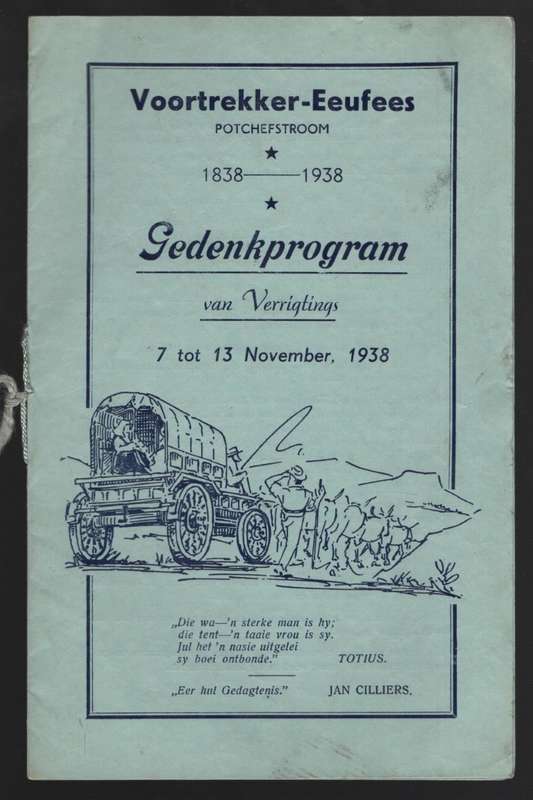 Voortrekker-Eeufees
POTCHEFSTROOM
1838——1938
Gedenkprogram
van Verrigtings
7 tot 13 November, 1938
„Die wa—'n sterke man is hy;
die tent—'n taaie vrou is sy.
Jul het 'n nasie uitgelei
sy boei ontbonde." TOTIUS.
„Eer hul Gedagtenis." JAN CILLIERS.